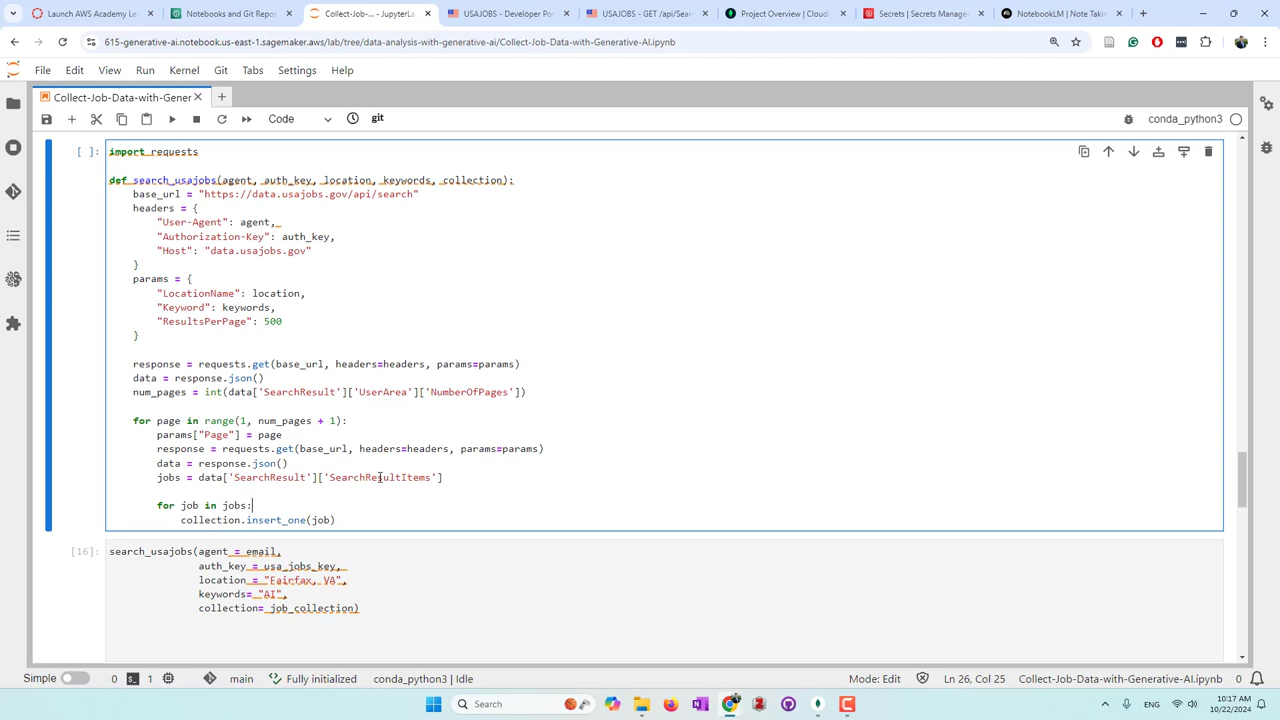 Launch AWS Academy Le
Notebooks and Git Repo
Collect-Job-... - JupyterLa
USAJOBS - Developer Po
USAJOBS - GET /api/Sea
Project Overview | Cloud:
Secrets | Secrets Manage
NotebookLM | Note Takin
615-generative-ai.notebook.us-east-1.sagemaker.aws/lab/tree/data-analysis-with-generative-ai/Collect-Job-Data-with-Generative-AI.ipynb
File Edit View Run Kernel Git Tabs Settings Help
Collect-Job-Data-with-Gener
Code git conda_python3
[ ]: import requests
def search_usajobs(agent, auth_key, location, keywords, collection):
base_url = "https://data.usajobs.gov/api/search"
headers = {
"User-Agent": agent,
"Authorization-Key": auth_key,
"Host": "data.usajobs.gov"
}
params = {
"LocationName": location,
"Keyword": keywords,
"ResultsPerPage": 500
}
response = requests.get(base_url, headers=headers, params=params)
data = response.json()
num_pages = int(data['SearchResult']['UserArea']['NumberOfPages'])
for page in range(1, num_pages + 1):
params["Page"] = page
response = requests.get(base_url, headers=headers, params=params)
data = response.json()
jobs = data['SearchResult']['SearchResultItems']
for job in jobs:
collection.insert_one(job)
[16]: search_usajobs(agent = email,
auth_key = usa_jobs_key,
location = "Fairfax, VA",
keywords= "AI",
collection= job_collection)
Simple 0 1 main Fully initialized conda_python3 | Idle Mode: Edit Ln 26, Col 25 Collect-Job-Data-with-Generative-AI.ipynb 0
Search ENG 10:17 AM
10/22/2024